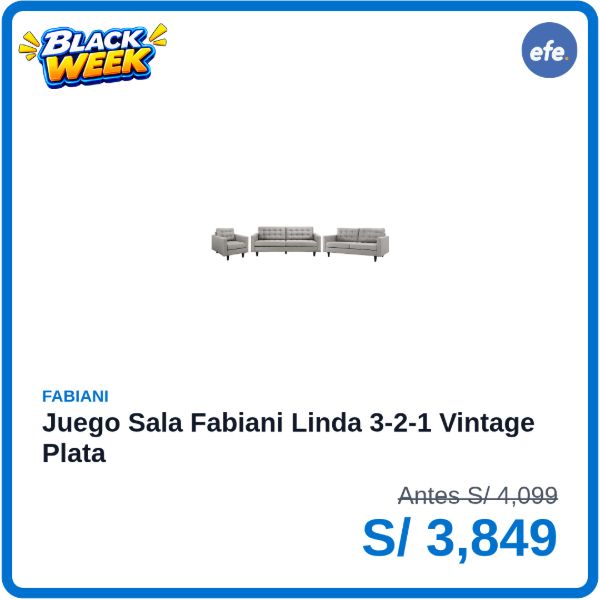 BLACK
WEEK
efe.
FABIANI
Juego Sala Fabiani Linda 3-2-1 Vintage
Plata
Antes S/ 4,099
S/ 3,849